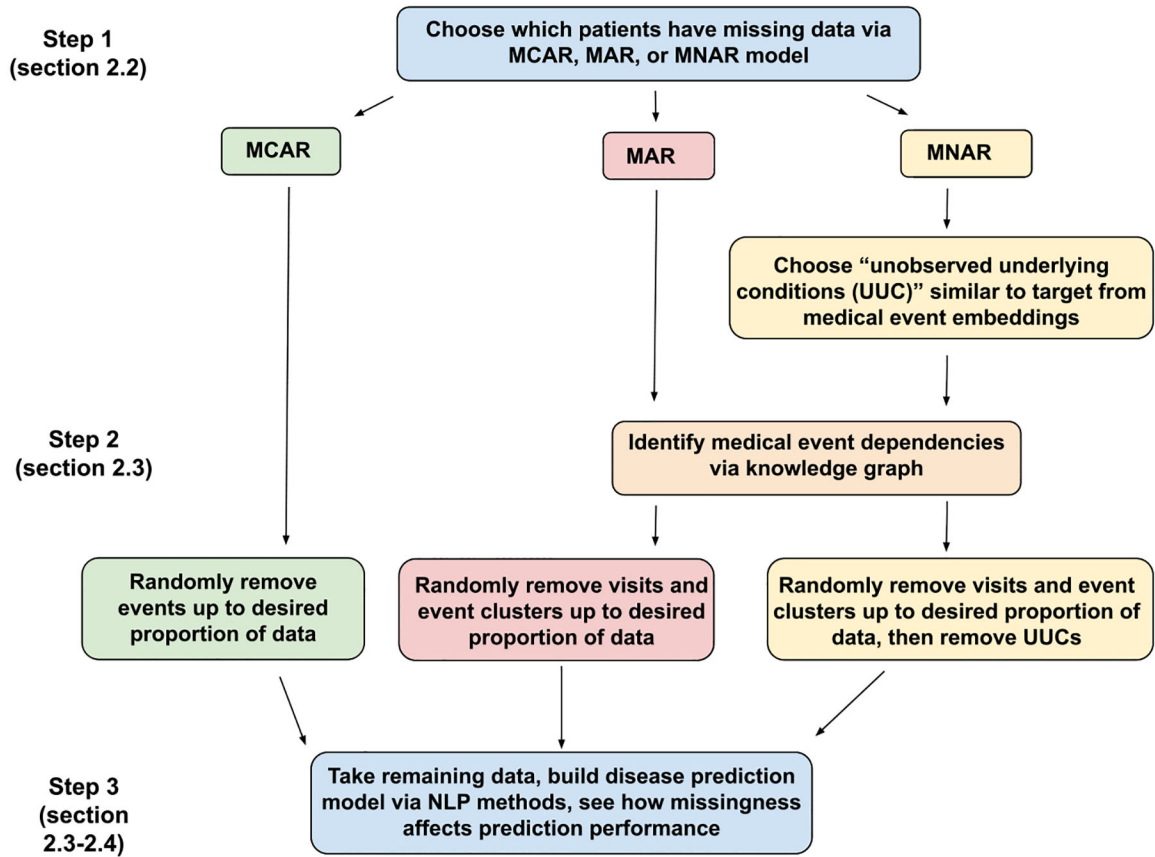 Step 1
(section 2.2)
Choose which patients have missing data via
MCAR, MAR, or MNAR model
MCAR
MAR
MNAR
Choose “unobserved underlying
conditions (UUC)” similar to target from
medical event embeddings
Step 2
(section 2.3)
Identify medical event dependencies
via knowledge graph
Randomly remove
events up to desired
proportion of data
Randomly remove visits and
event clusters up to desired
proportion of data
Randomly remove visits and event
clusters up to desired proportion of
data, then remove UUCs
Step 3
(section
2.3-2.4)
Take remaining data, build disease prediction
model via NLP methods, see how missingness
affects prediction performance